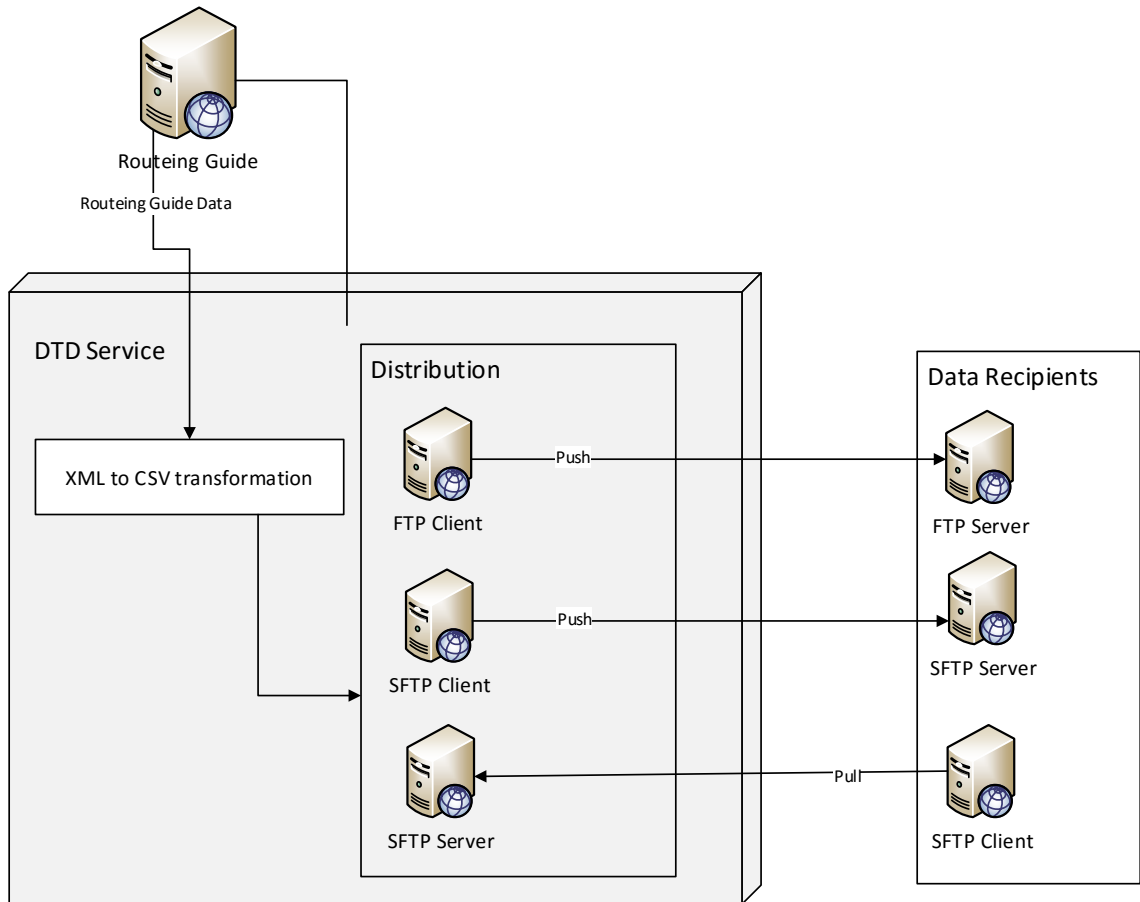 Routeing Guide
Routeing Guide Data
DTD Service
XML to CSV transformation
Distribution
FTP Client
SFTP Client
SFTP Server
Push
Push
Pull
Data Recipients
FTP Server
SFTP Server
SFTP Client